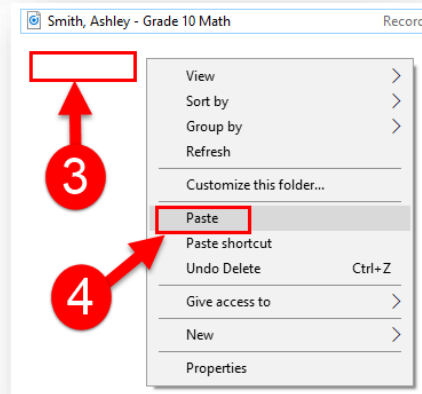 Smith, Ashley - Grade 10 Math Record
View
Sort by
Group by
Refresh
Customize this folder...
3
Paste
Paste shortcut
Undo Delete Ctrl+Z
4
Give access to
New
Properties